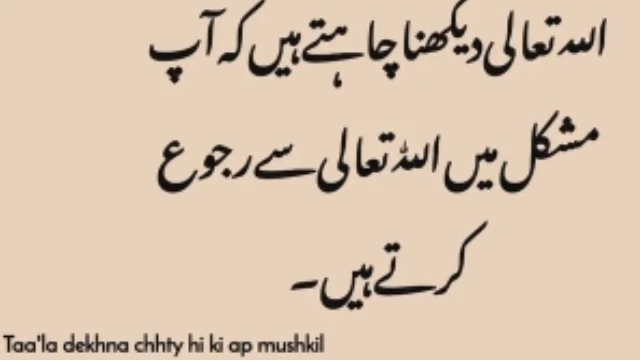 اللہ تعالی دیکھنا چاہتے ہیں کہ آپ
مشکل میں اللہ تعالی سے رجوع
کرتے ہیں۔
Taa'la dekhna chhty hi ki ap mushkil